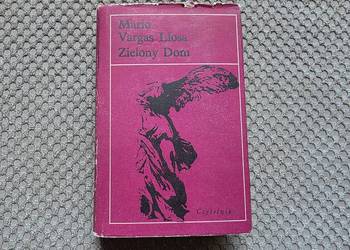 Mario
Vargas Llosa
Zielony Dom
Czytelnik